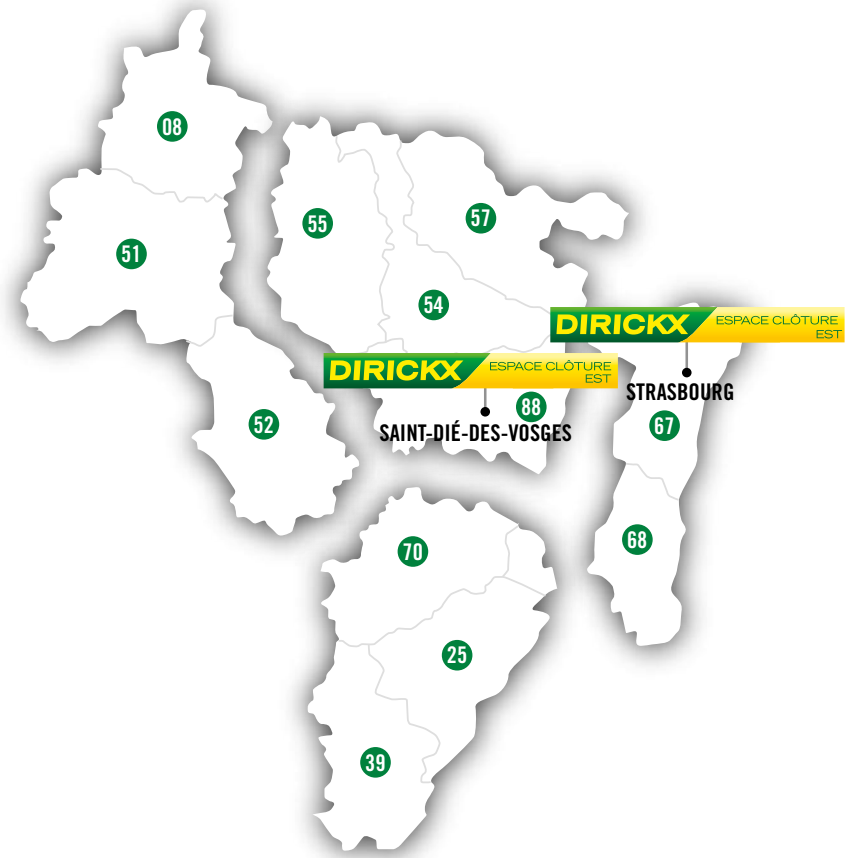 08
55
57
51
54
DIRICKX ESPACE CLÔTURE
EST
DIRICKX ESPACE CLÔTURE
EST
STRASBOURG
88
SAINT-DIÉ-DES-VOSGES
67
52
68
70
25
39